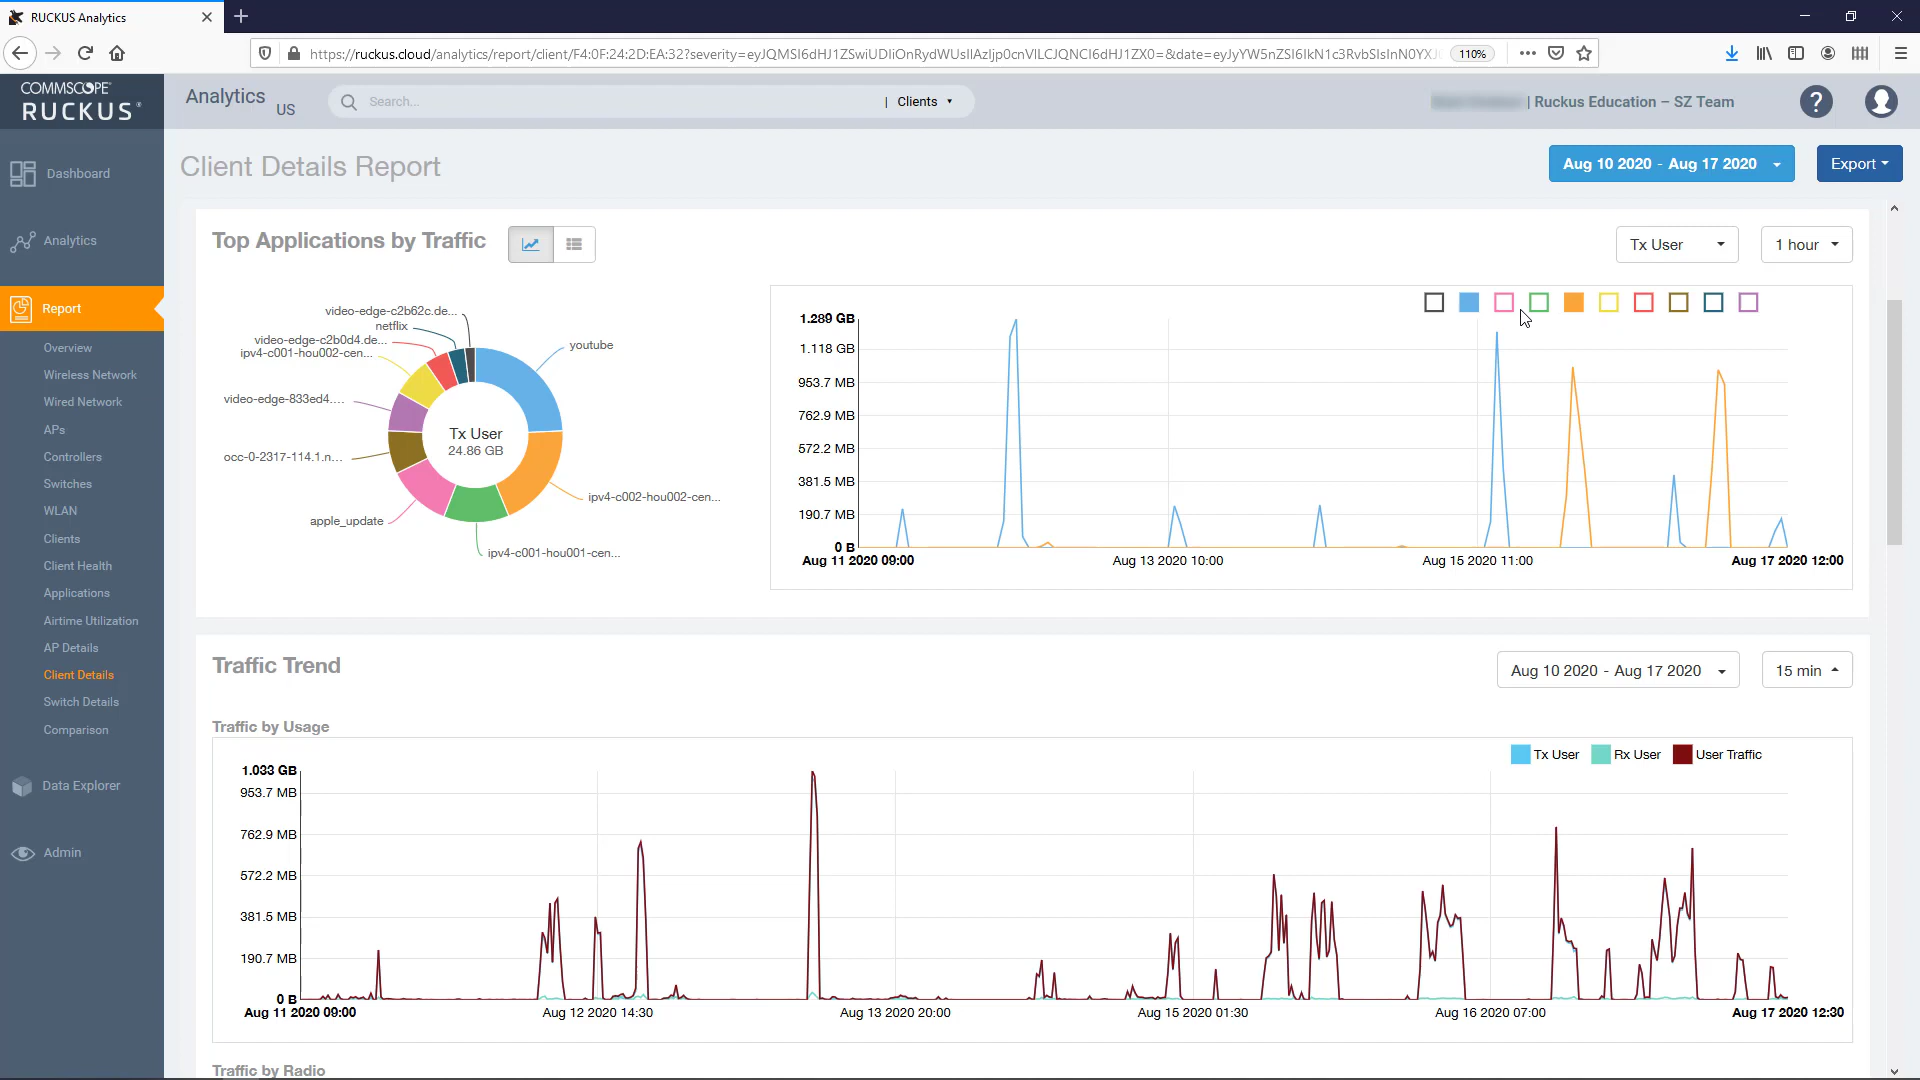 RUCKUS Analytics
https://ruckus.cloud/analytics/report/client/F4:0F:24:2D:EA:32?severity=eyJQMSI6dHJ1ZSwiUDIiOnRydWUsIlAzIjp0cnVlLCJQNCI6dHJ1ZX0=&date=eyJyYW5nZSI6IkN1c3RvbSIsInN0YXJ
110%
COMMSCOPE
RUCKUS
Analytics US
Search...
| Clients
| Ruckus Education – SZ Team
?
Dashboard
Analytics
Report
Overview
Wireless Network
Wired Network
APs
Controllers
Switches
WLAN
Clients
Client Health
Applications
Airtime Utilization
AP Details
Client Details
Switch Details
Comparison
Data Explorer
Admin
Client Details Report
Aug 10 2020 - Aug 17 2020
Export
Top Applications by Traffic
Tx User
1 hour
video-edge-c2b62c.de...
netflix
video-edge-c2b0d4.de...
ipv4-c001-hou002-cen...
video-edge-833ed4....
occ-0-2317-114.1.n...
apple_update
youtube
ipv4-c002-hou002-cen...
ipv4-c001-hou001-cen...
Tx User
24.86 GB
1.289 GB
1.118 GB
953.7 MB
762.9 MB
572.2 MB
381.5 MB
190.7 MB
0 B
Aug 11 2020 09:00
Aug 13 2020 10:00
Aug 15 2020 11:00
Aug 17 2020 12:00
Traffic Trend
Aug 10 2020 - Aug 17 2020
15 min
Traffic by Usage
Tx User
Rx User
User Traffic
1.033 GB
953.7 MB
762.9 MB
572.2 MB
381.5 MB
190.7 MB
0 B
Aug 11 2020 09:00
Aug 12 2020 14:30
Aug 13 2020 20:00
Aug 15 2020 01:30
Aug 16 2020 07:00
Aug 17 2020 12:30
Traffic by Radio